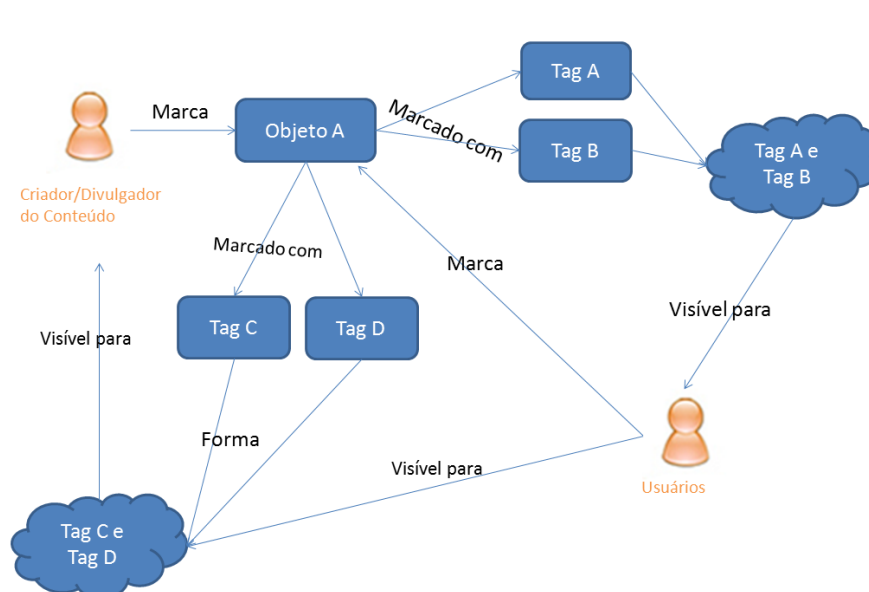 Tag A
Marca
Objeto A
Marcado com
Tag B
Tag A e
Tag B
Criador/Divulgador
do Conteúdo
Marcado com
Marca
Visível para
Tag C
Tag D
Visível para
Forma
Visível para
Usuários
Tag C e
Tag D